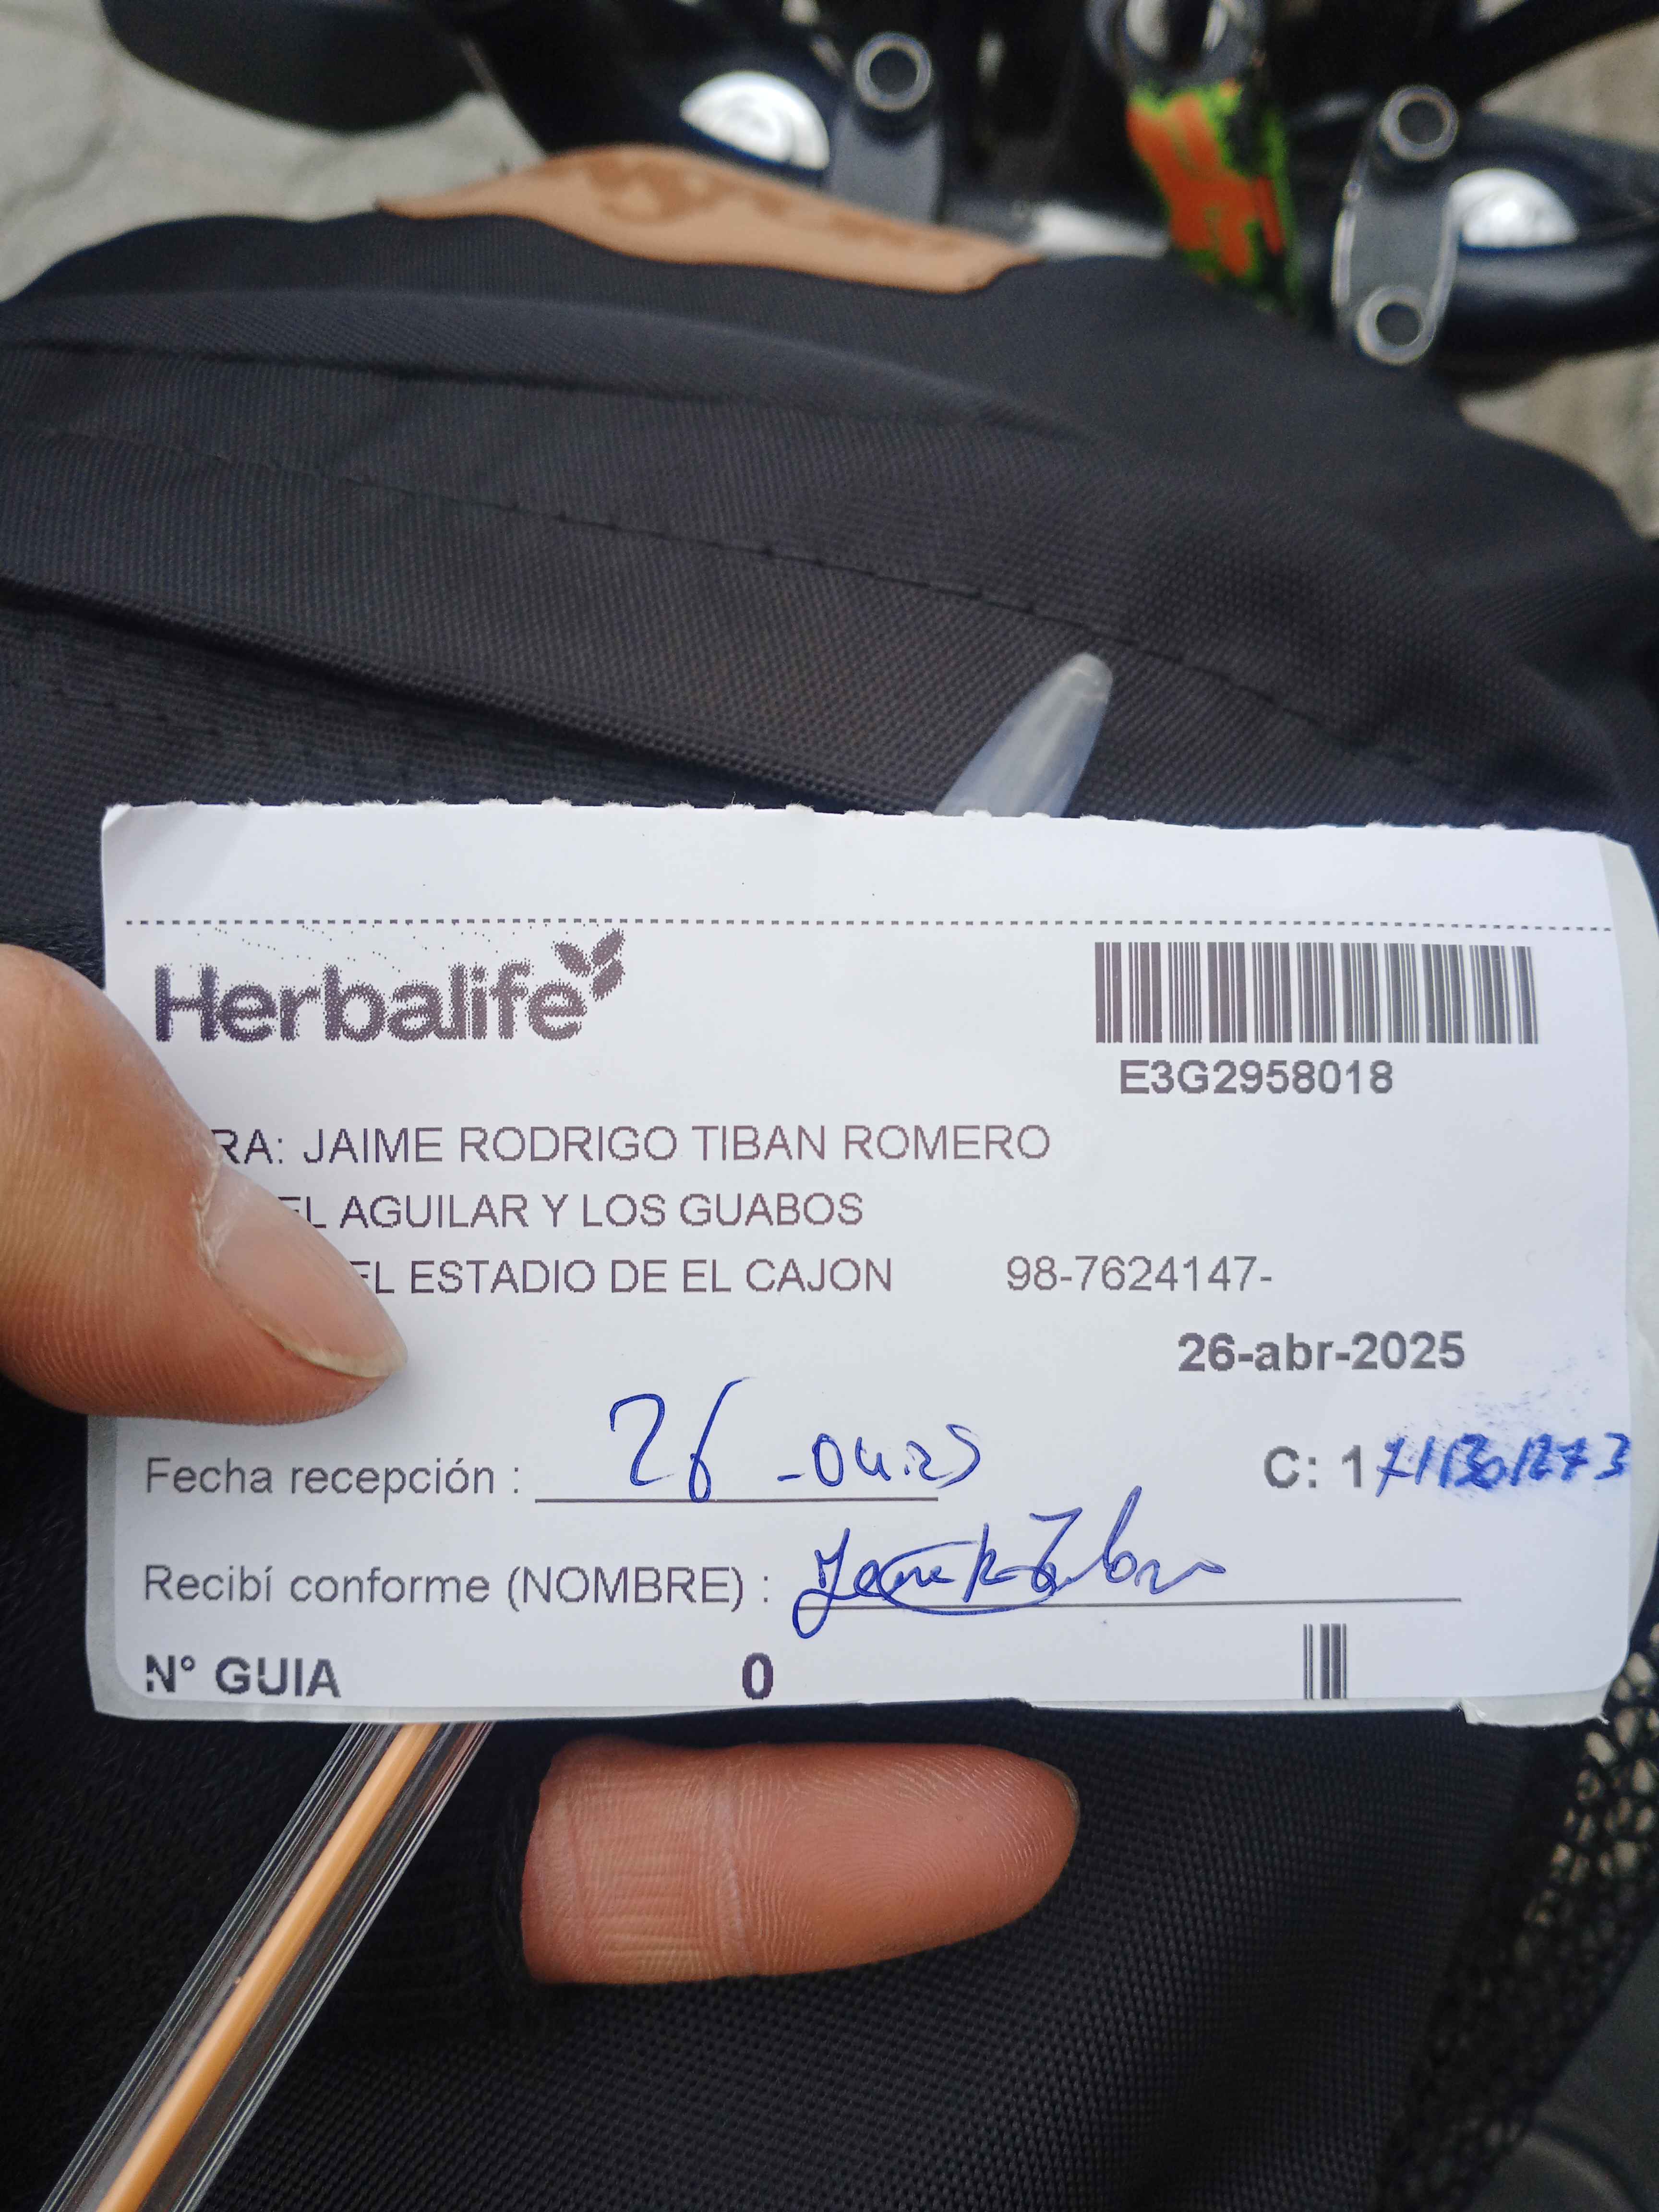 Herbalife
E3G2958018
RA: JAIME RODRIGO TIBAN ROMERO
EL AGUILAR Y LOS GUABOS
EL ESTADIO DE EL CAJON 98-7624147-
26-abr-2025
Fecha recepción : 26-04.25
C: 1
Recibí conforme (NOMBRE) :
N° GUIA 0